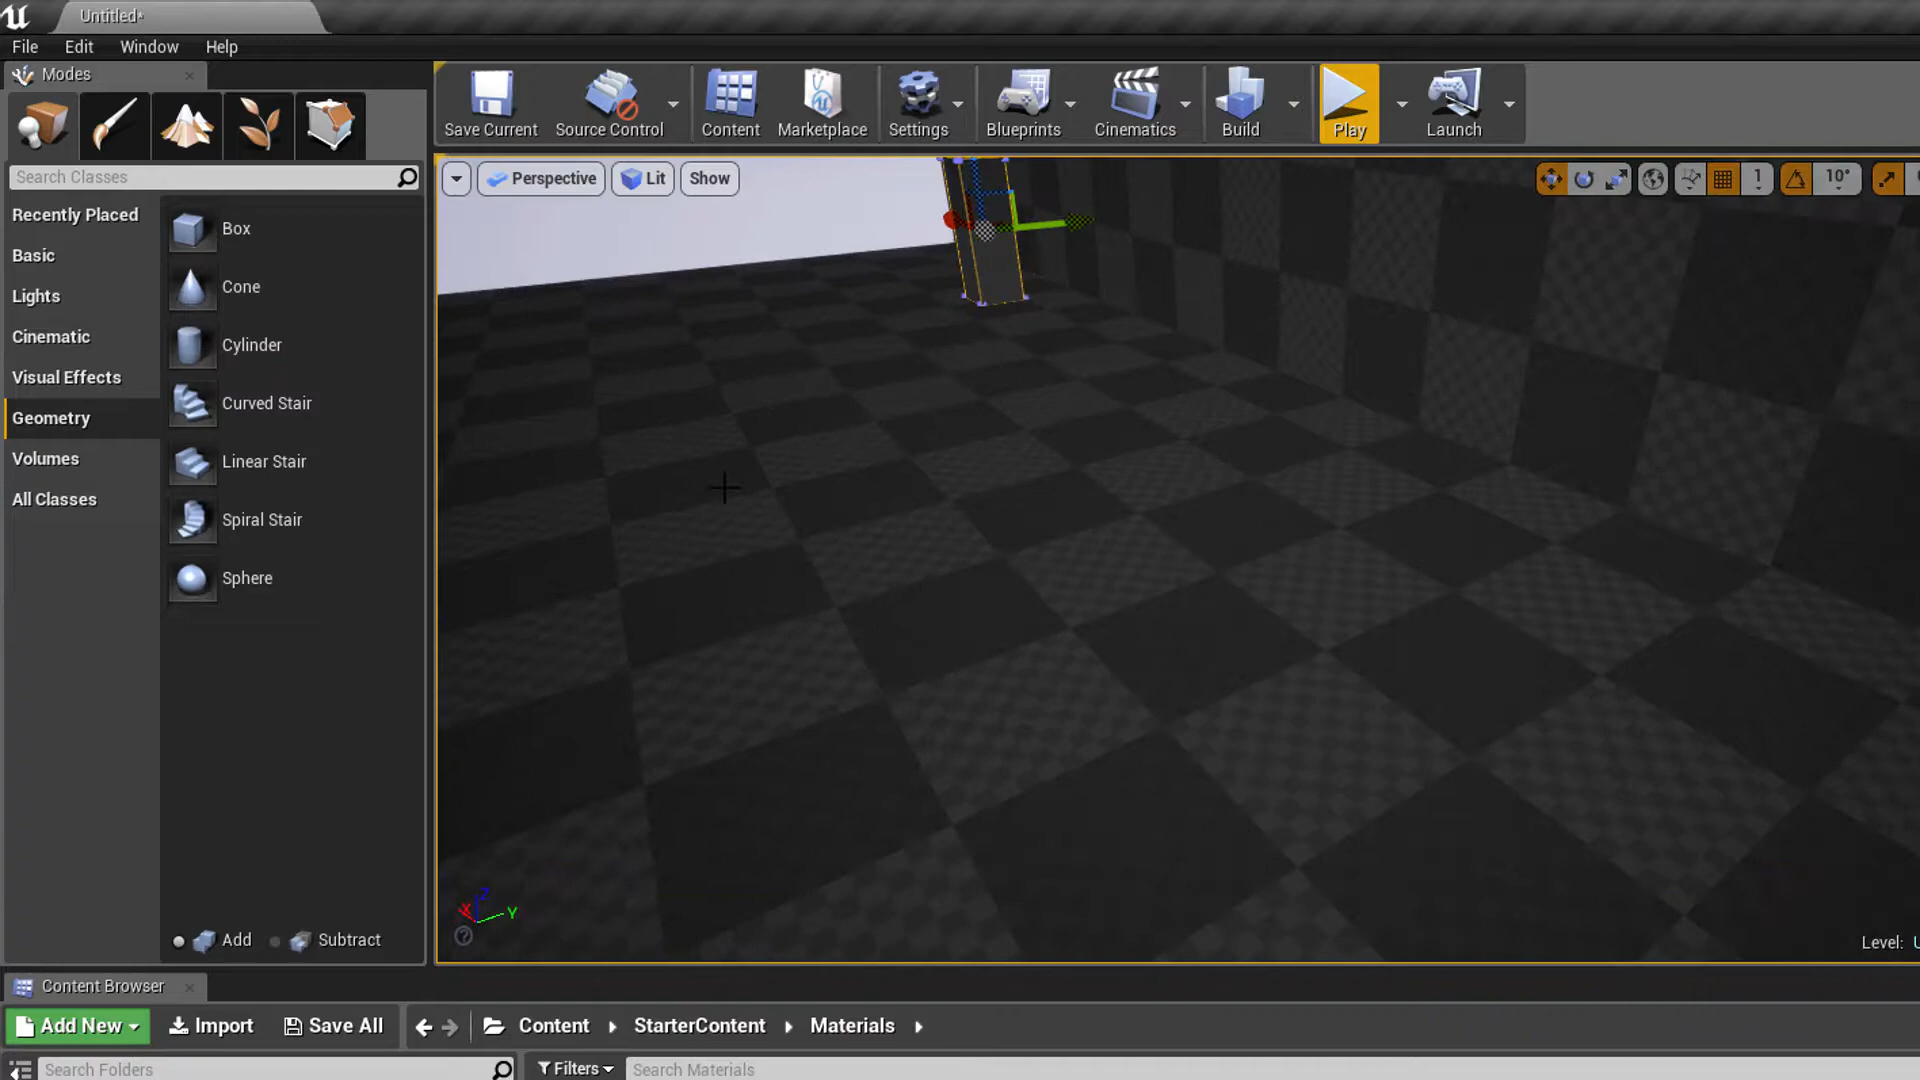 Untitled*
File Edit Window Help
Modes
Save Current Source Control Content Marketplace Settings Blueprints Cinematics Build Play Launch
Search Classes
Perspective Lit Show
1 10°
Recently Placed
Basic
Lights
Cinematic
Visual Effects
Geometry
Volumes
All Classes
Box
Cone
Cylinder
Curved Stair
Linear Stair
Spiral Stair
Sphere
Add Subtract
Z
X Y
?
Level:
Content Browser
Add New Import Save All Content StarterContent Materials
Search Folders Filters Search Materials